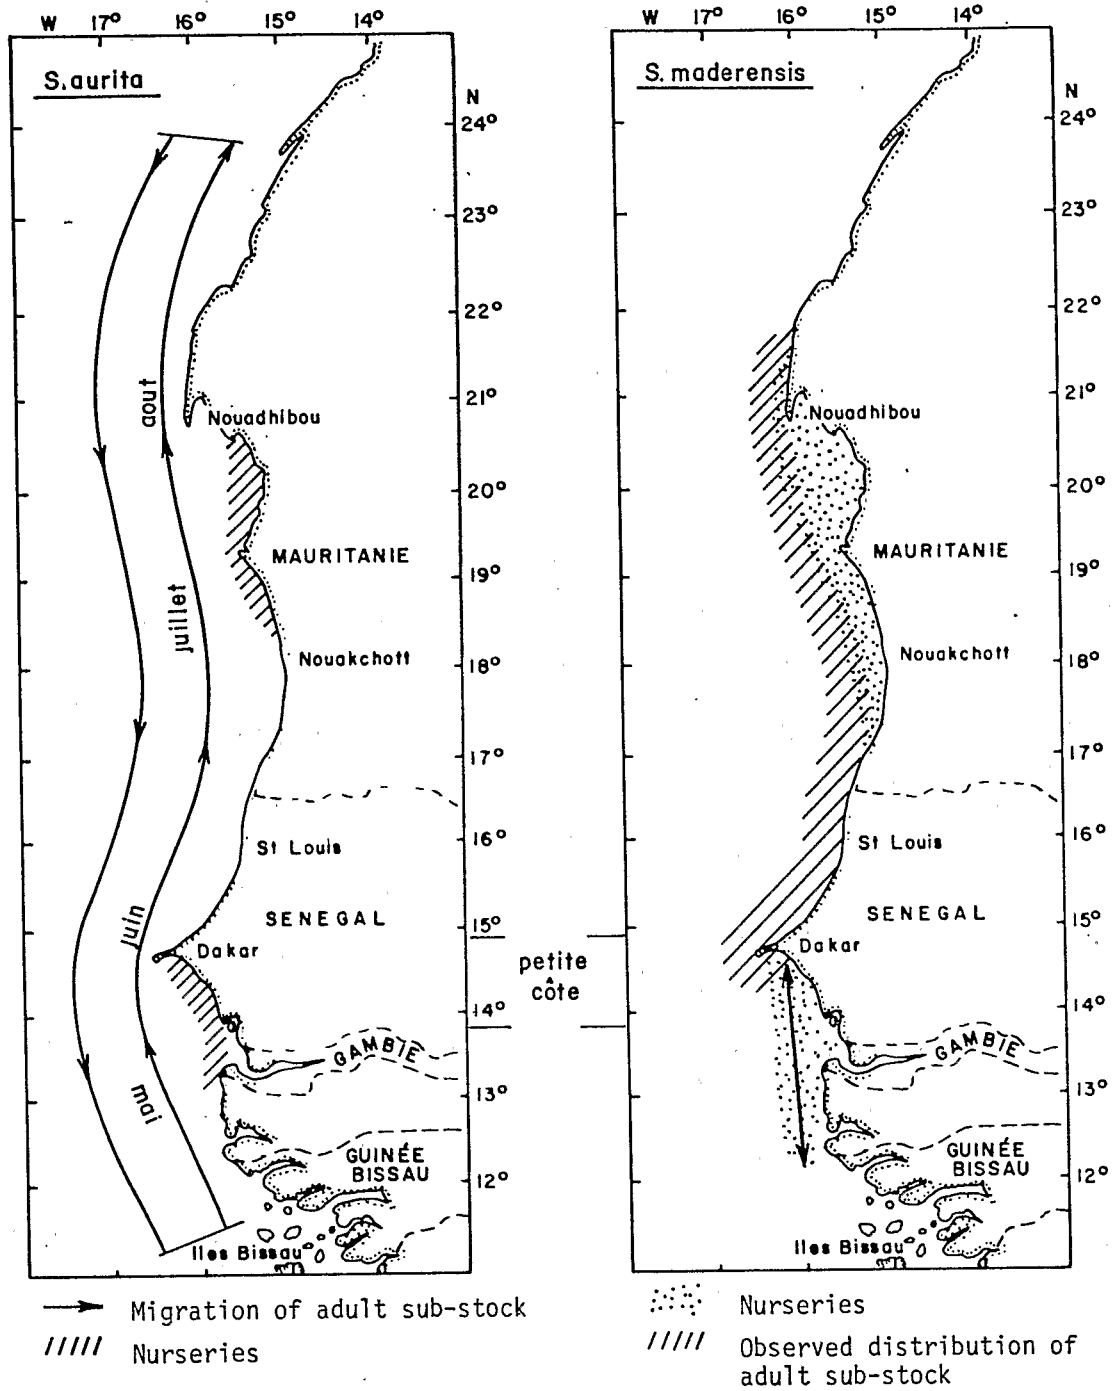 W 17° 16° 15° 14°
S. aurita
N
24°
23°
22°
21°
20°
19°
18°
17°
16°
15°
14°
13°
12°
aout
juillet
juin
mai
Nouadhibou
MAURITANIE
Nouakchott
St Louis
SENEGAL
Dakar
GAMBIE
GUINÉE
BISSAU
Iles Bissau
petite
côte
W 17° 16° 15° 14°
S. maderensis
N
24°
23°
22°
21°
20°
19°
18°
17°
16°
15°
14°
13°
12°
Nouadhibou
MAURITANIE
Nouakchott
St Louis
SENEGAL
Dakar
GAMBIE
GUINÉE
BISSAU
Iles Bissau
Migration of adult sub-stock
Nurseries
Nurseries
Observed distribution of
adult sub-stock